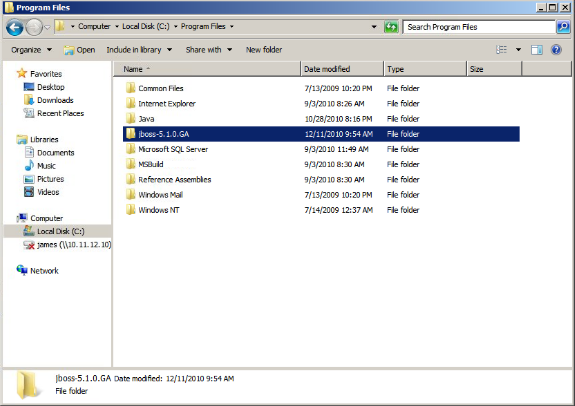 Program Files
Computer Local Disk (C:) Program Files Search Program Files
Organize Open Include in library Share with New folder
Name Date modified Type Size
Favorites
Desktop
Downloads
Recent Places
Libraries
Documents
Music
Pictures
Videos
Computer
Local Disk (C:)
james (\\10.11.12.10)
Network
Common Files 7/13/2009 10:20 PM File folder
Internet Explorer 9/3/2010 8:26 AM File folder
Java 10/28/2010 8:16 PM File folder
jboss-5.1.0.GA 12/11/2010 9:54 AM File folder
Microsoft SQL Server 9/3/2010 11:49 AM File folder
MSBuild 9/3/2010 8:30 AM File folder
Reference Assemblies 9/3/2010 8:30 AM File folder
Windows Mail 7/13/2009 10:20 PM File folder
Windows NT 7/14/2009 12:37 AM File folder
jboss-5.1.0.GA Date modified: 12/11/2010 9:54 AM
File folder